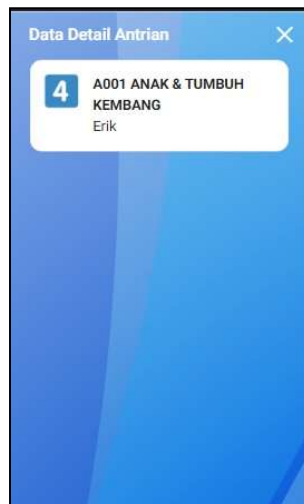 Data Detail Antrian
4
A001 ANAK & TUMBUH
KEMBANG
Erik